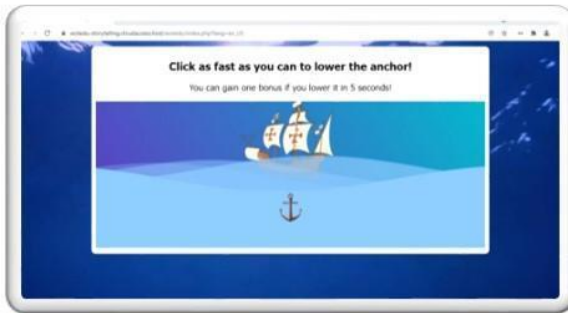 Click as fast as you can to lower the anchor!
You can gain one bonus if you lower it in 5 seconds!